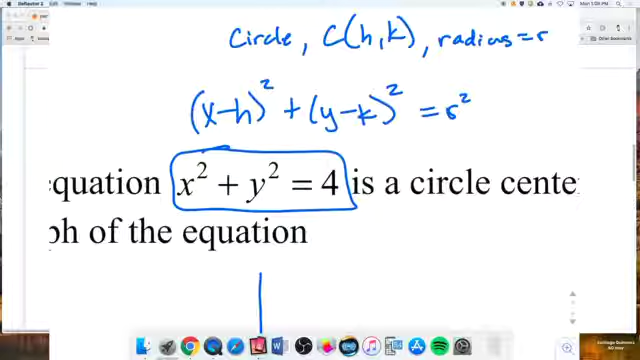 Circle, C(h,k), radius=r
(x-h)² + (y-k)² = r²
equation x² + y² = 4 is a circle cente
ph of the equation